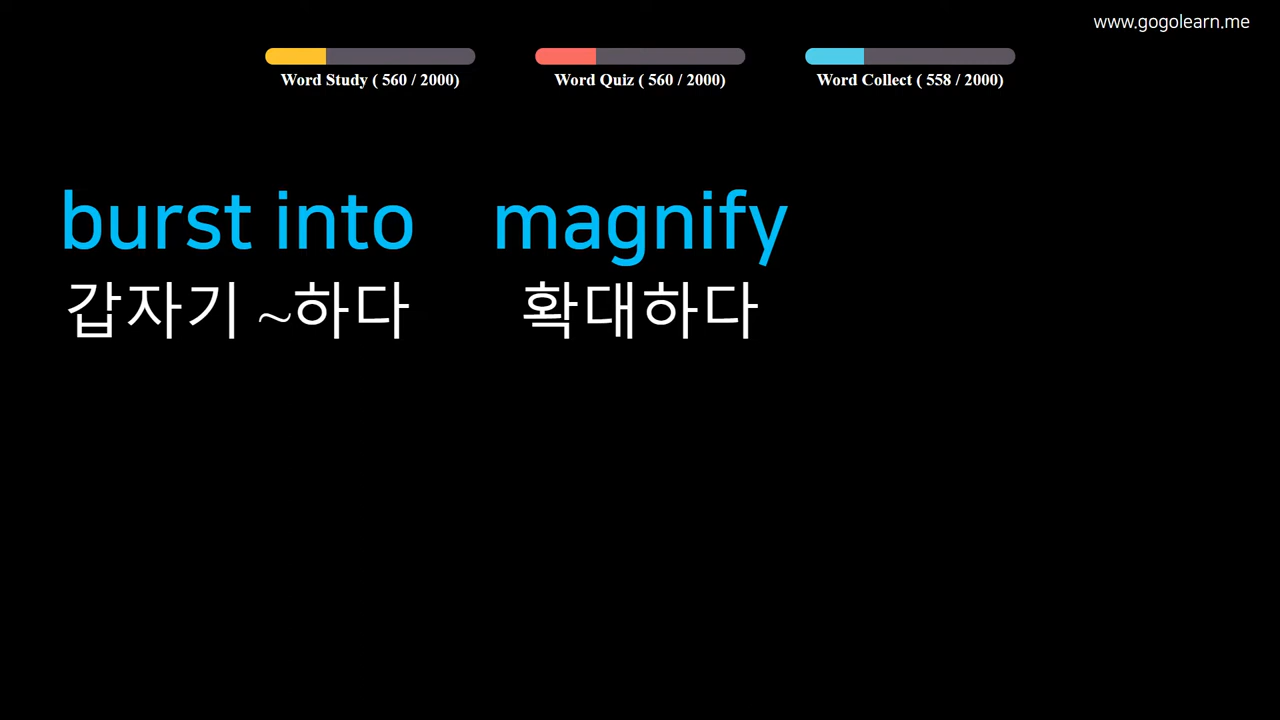 www.gogolearn.me
Word Study ( 560 / 2000)
Word Quiz ( 560 / 2000)
Word Collect ( 558 / 2000)
burst into
magnify
갑자기 ~하다
확대하다